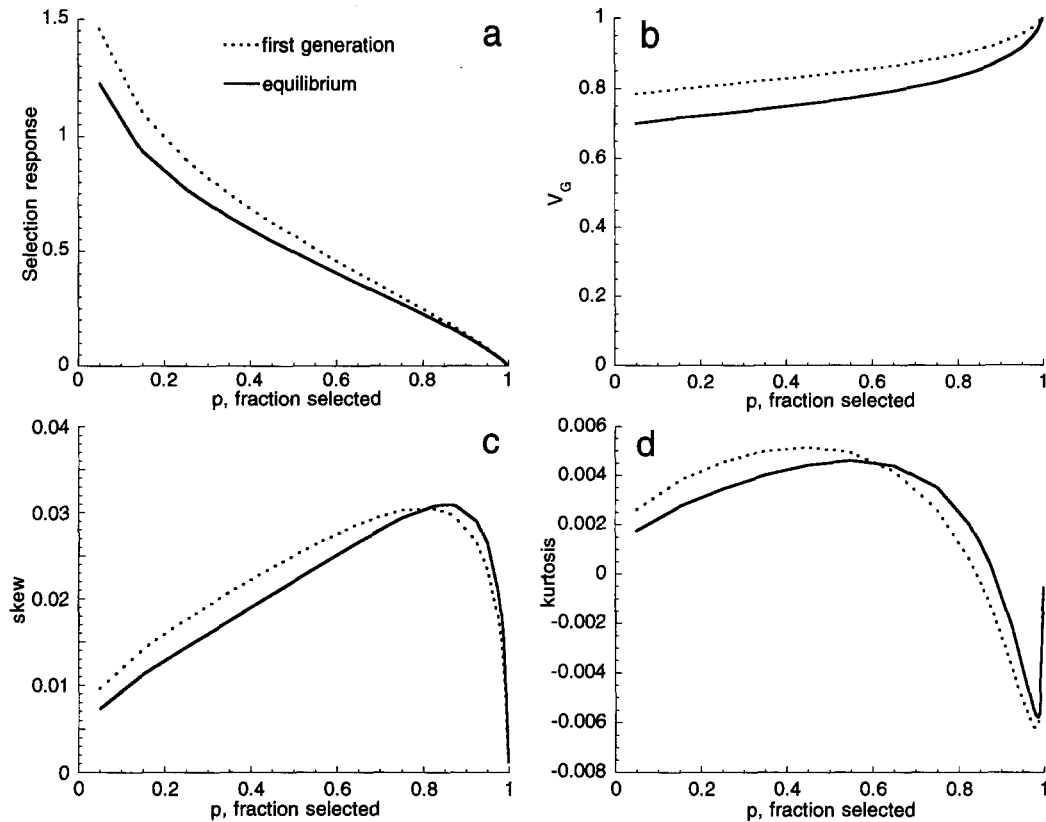 1.5
a
first generation
equilibrium
1
0.5
0
Selection response
0 0.2 0.4 0.6 0.8 1
p, fraction selected
1
b
0.8
0.6
0.4
0.2
0
V_G
0 0.2 0.4 0.6 0.8 1
p, fraction selected
0.04
c
0.03
0.02
0.01
0
skew
0 0.2 0.4 0.6 0.8 1
p, fraction selected
0.006
d
0.004
0.002
0
-0.002
-0.004
-0.006
-0.008
kurtosis
0 0.2 0.4 0.6 0.8 1
p, fraction selected